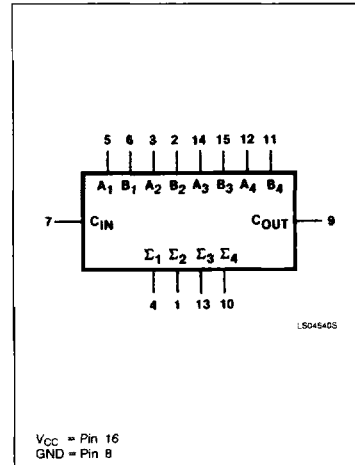 5 6 3 2 14 15 12 11
A1 B1 A2 B2 A3 B3 A4 B4
7 CIN COUT 9
Σ1 Σ2 Σ3 Σ4
4 1 13 10
LS04540S
VCC = Pin 16
GND = Pin 8